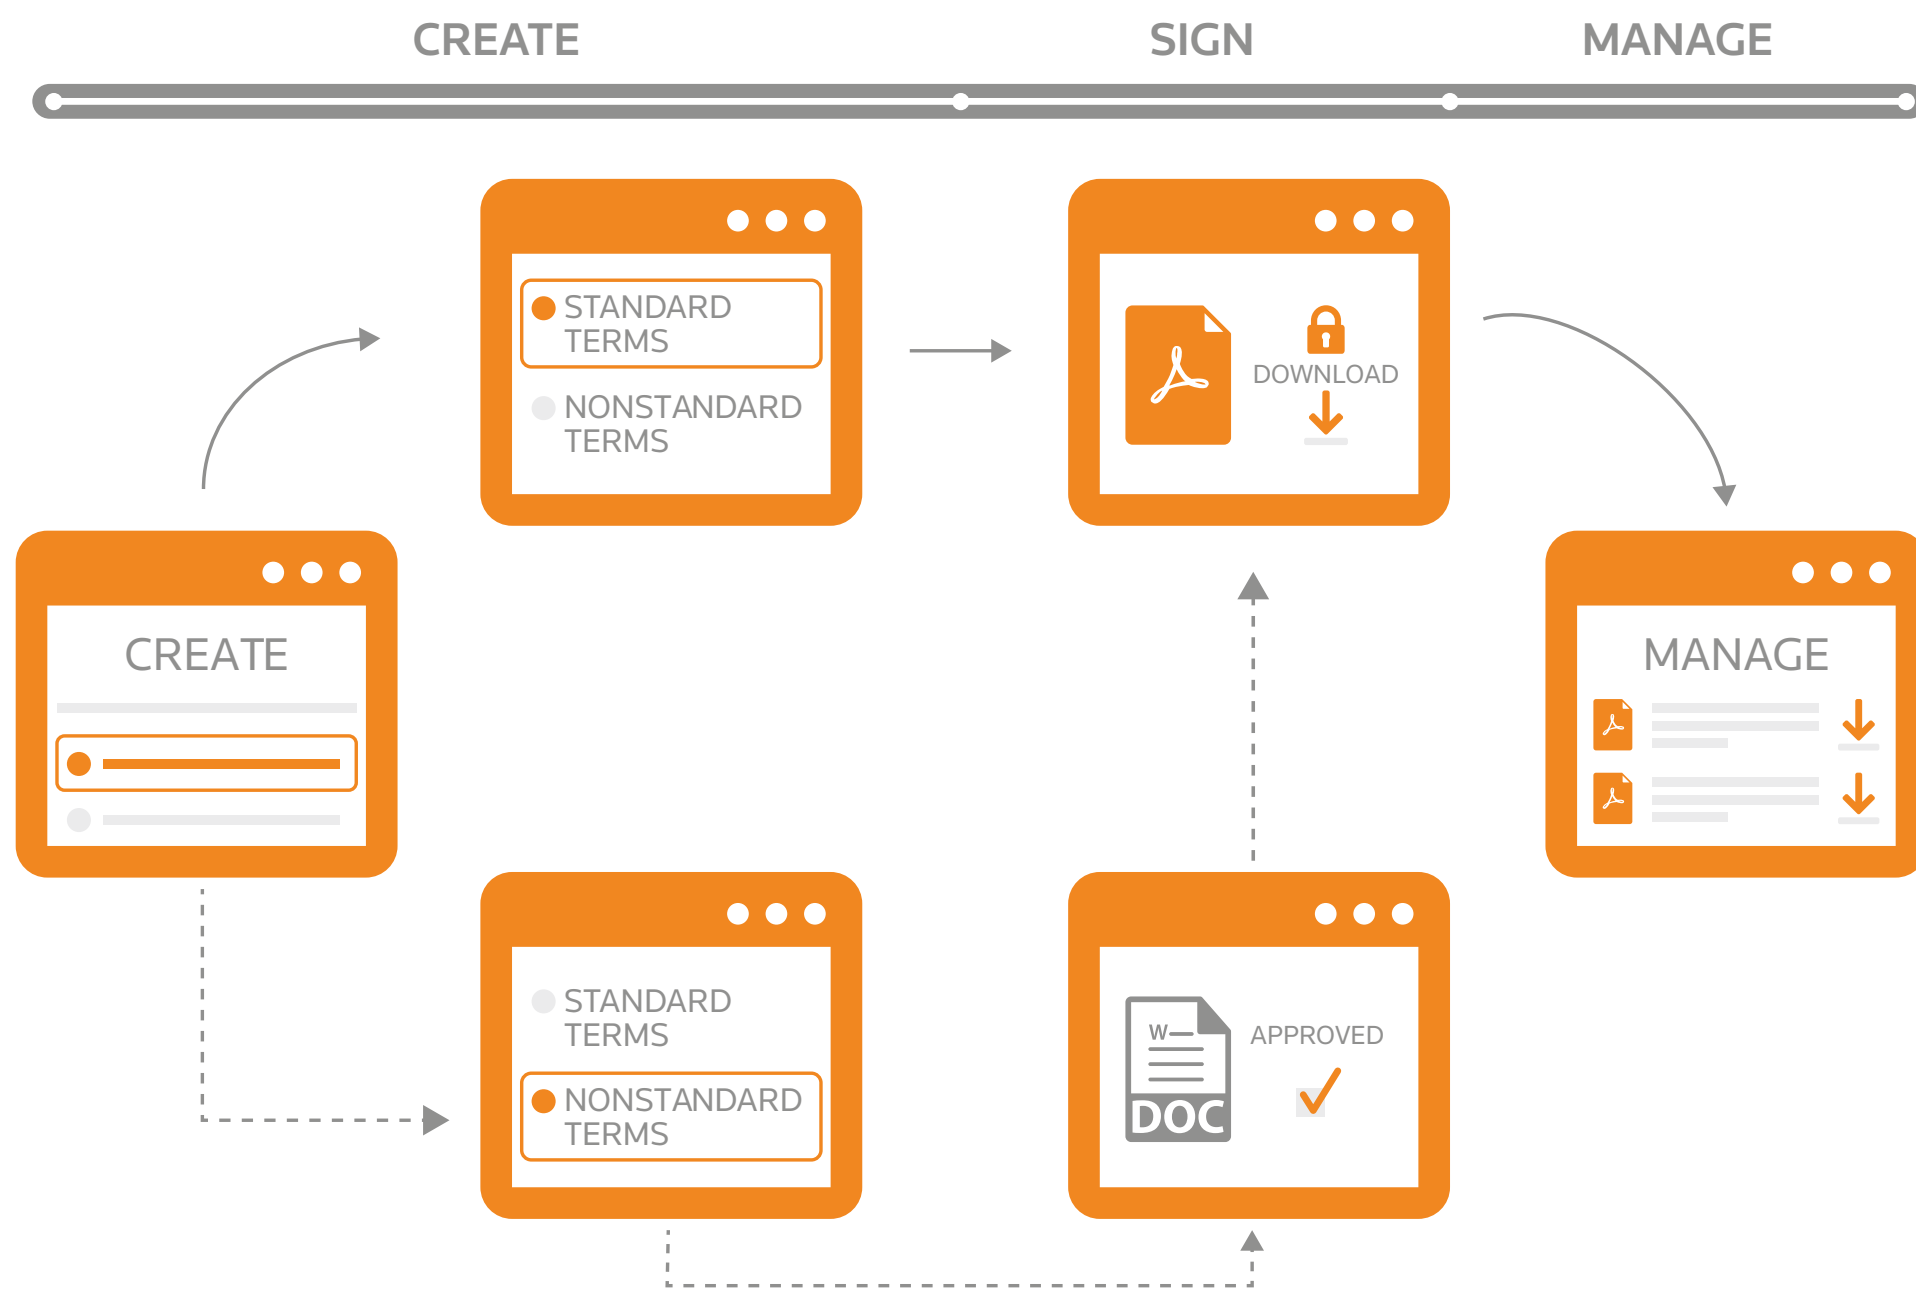 CREATE
SIGN
MANAGE
STANDARD
TERMS
NONSTANDARD
TERMS
DOWNLOAD
CREATE
MANAGE
STANDARD
TERMS
NONSTANDARD
TERMS
W
DOC
APPROVED